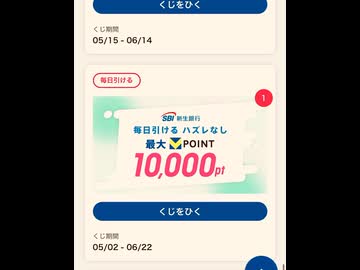 くじをひく
くじ期間
05/15 - 06/14
毎日引ける
1
SBI 新生銀行
毎日引ける ハズレなし
最大 V POINT
10,000pt
くじをひく
くじ期間
05/02 - 06/22